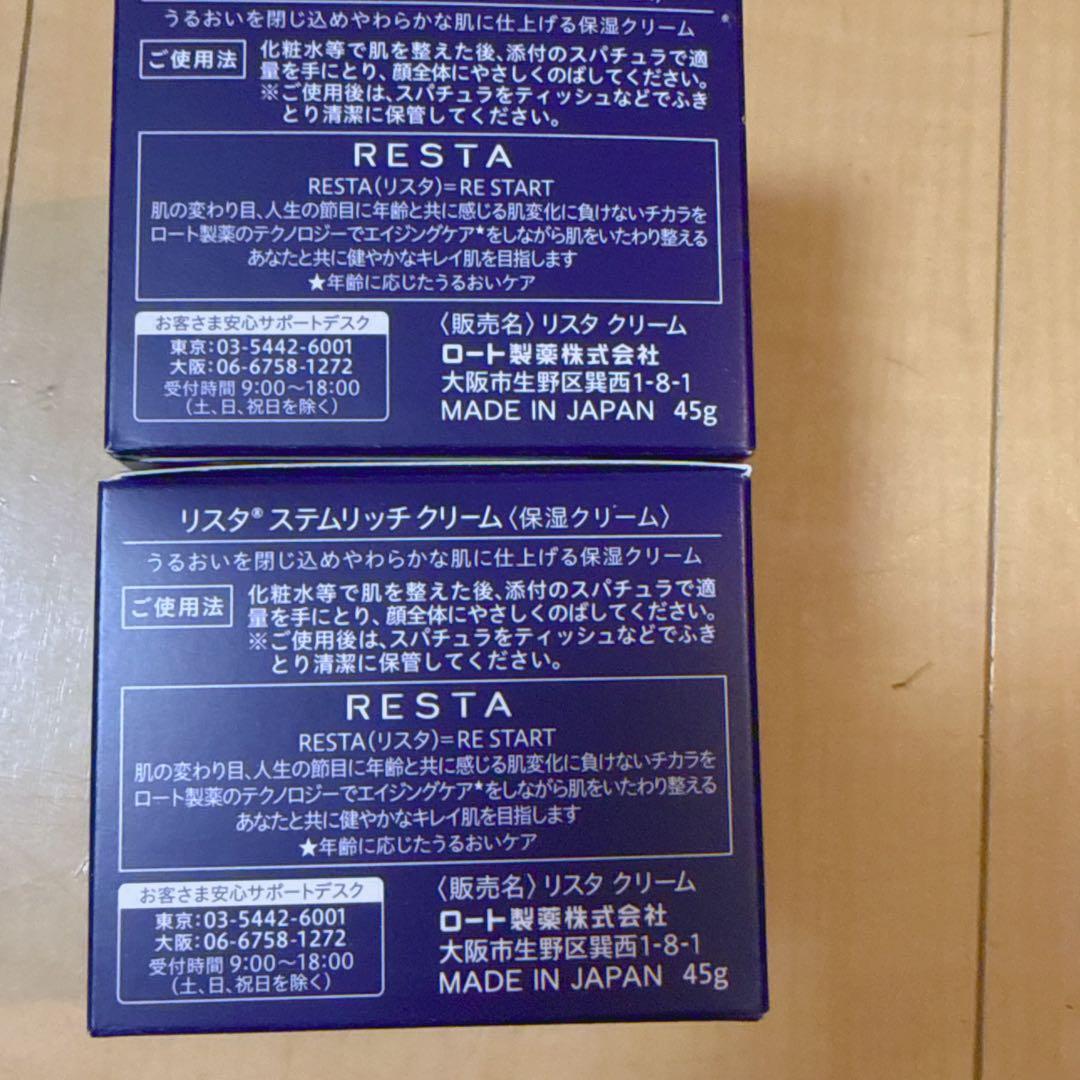 うるおいを閉じ込めやわらかな肌に仕上げる保湿クリーム
ご使用法
化粧水等で肌を整えた後、添付のスパチュラで適
量を手にとり、顔全体にやさしくのばしてください。
※ご使用後は、スパチュラをティッシュなどでふき
とり清潔に保管してください。
RESTA
RESTA(リスタ)=RE START
肌の変わり目、人生の節目に年齢と共に感じる肌変化に負けないチカラを
ロート製薬のテクノロジーでエイジングケア★をしながら肌をいたわり整える
あなたと共に健やかなキレイ肌を目指します
★年齢に応じたうるおいケア
お客さま安心サポートデスク
東京:03-5442-6001
大阪:06-6758-1272
受付時間 9:00〜18:00
(土、日、祝日を除く)
〈販売名〉リスタ クリーム
ロート製薬株式会社
大阪市生野区巽西1-8-1
MADE IN JAPAN 45g
リスタ® ステムリッチ クリーム〈保湿クリーム〉
うるおいを閉じ込めやわらかな肌に仕上げる保湿クリーム
ご使用法
化粧水等で肌を整えた後、添付のスパチュラで適
量を手にとり、顔全体にやさしくのばしてください。
※ご使用後は、スパチュラをティッシュなどでふき
とり清潔に保管してください。
RESTA
RESTA(リスタ)=RE START
肌の変わり目、人生の節目に年齢と共に感じる肌変化に負けないチカラを
ロート製薬のテクノロジーでエイジングケア★をしながら肌をいたわり整える
あなたと共に健やかなキレイ肌を目指します
★年齢に応じたうるおいケア
お客さま安心サポートデスク
東京:03-5442-6001
大阪:06-6758-1272
受付時間 9:00〜18:00
(土、日、祝日を除く)
〈販売名〉リスタ クリーム
ロート製薬株式会社
大阪市生野区巽西1-8-1
MADE IN JAPAN 45g